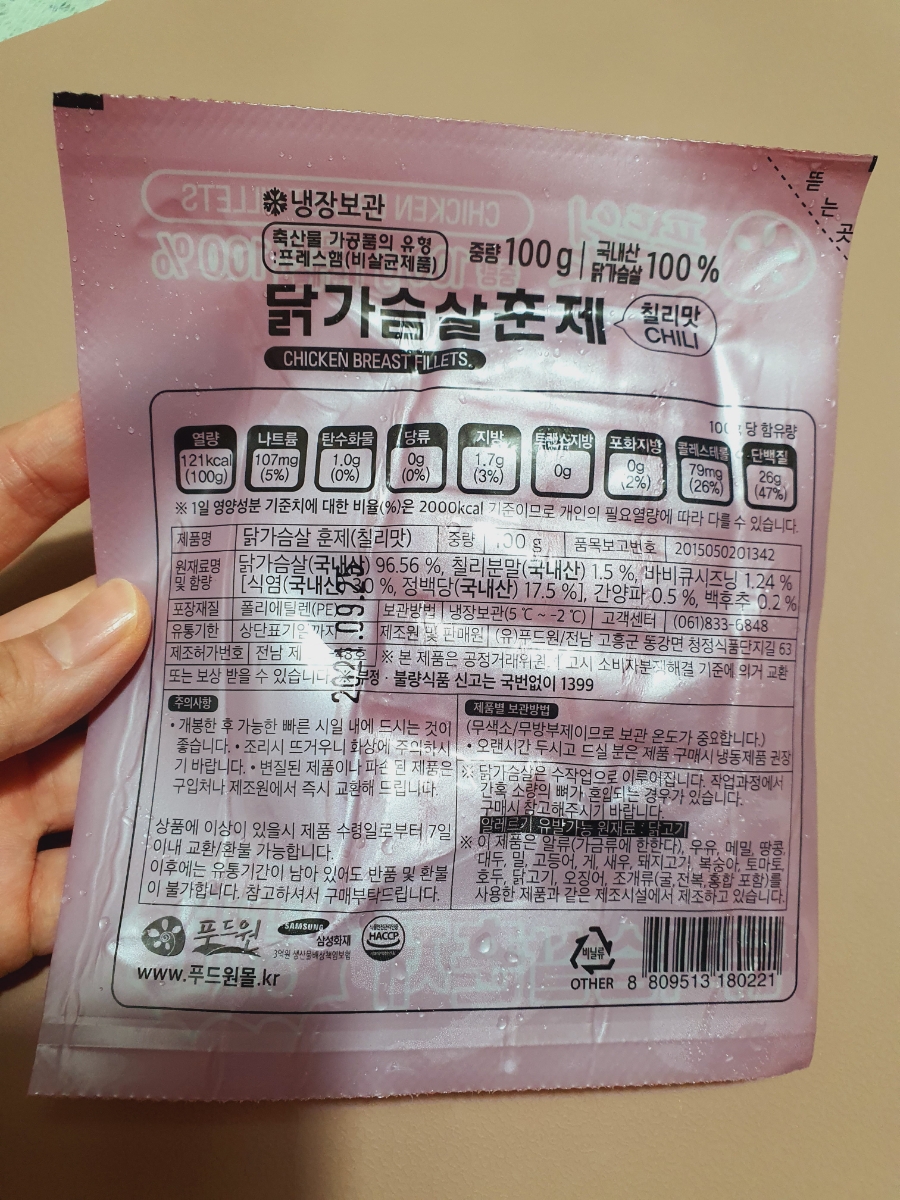 뜯는곳
냉장보관
축산물 가공품의 유형
:프레스햄(비살균제품)
중량 100 g | 국내산 닭가슴살 100 %
닭가슴살훈제 칠리맛 CHILI
CHICKEN BREAST FILLETS.
당 함유량
열량 나트륨 탄수화물 당류 지방 트랜스지방 포화지방 콜레스테롤 단백질
121kcal 107mg 1.0g 0g 1.7g 0g 0g 79mg 26g
(100g) (5%) (0%) (0%) (3%) (2%) (26%) (47%)
※ 1일 영양성분 기준치에 대한 비율(%)은 2000kcal 기준이므로 개인의 필요열량에 따라 다를 수 있습니다.
제품명 닭가슴살 훈제(칠리맛) 중량 100 g 품목보고번호 2015050201342
원재료명 및 함량 닭가슴살(국내산) 96.56 %, 칠리분말(국내산) 1.5 %, 바비큐시즈닝 1.24 %
[식염(국내산) %, 정백당(국내산) 17.5 %], 간양파 0.5 %, 백후추 0.2 %
포장재질 폴리에틸렌(PE) 보관방법 냉장보관(5 ℃ ~ -2 ℃) 고객센터 (061)833-6848
유통기한 상단표기일까지 제조원 및 판매원 (유)푸드원/전남 고흥군 동강면 청정식품단지길 63
제조허가번호 전남 제 ※ 본 제품은 공정거래위원 고시 소비자분쟁해결 기준에 의거 교환
또는 보상 받을 수 있습니다. ※부정·불량식품 신고는 국번없이 1399
09.25
주의사항
• 개봉한 후 가능한 빠른 시일 내에 드시는 것이
좋습니다. • 조리시 뜨거우니 화상에 주의하시
기 바랍니다. • 변질된 제품이나 파손 된 제품은
구입처나 제조원에서 즉시 교환해 드립니다.
상품에 이상이 있을시 제품 수령일로부터 7일
이내 교환/환불 가능합니다.
이후에는 유통기간이 남아 있어도 반품 및 환불
이 불가합니다. 참고하셔서 구매부탁드립니다.
제품별 보관방법
(무색소/무방부제이므로 보관 온도가 중요합니다.)
• 오랜시간 두시고 드실 분은 제품 구매시 냉동제품 권장
※ 닭가슴살은 수작업으로 이루어집니다. 작업과정에서
간혹 소량의 뼈가 혼입되는 경우가 있습니다.
구매시 참고해주시기 바랍니다.
알레르기 유발가능 원재료 : 닭고기
※ 이 제품은 알류(가금류에 한한다), 우유, 메밀, 땅콩,
대두, 밀, 고등어, 게, 새우, 돼지고기, 복숭아, 토마토,
호두, 닭고기, 오징어, 조개류(굴,전복,홍합 포함)를
사용한 제품과 같은 제조시설에서 제조하고 있습니다.
푸드원
SAMSUNG 삼성화재
3억원 생산물배상책임보험
HACCP
www.푸드원몰.kr
비닐류
OTHER
8 809513 180221